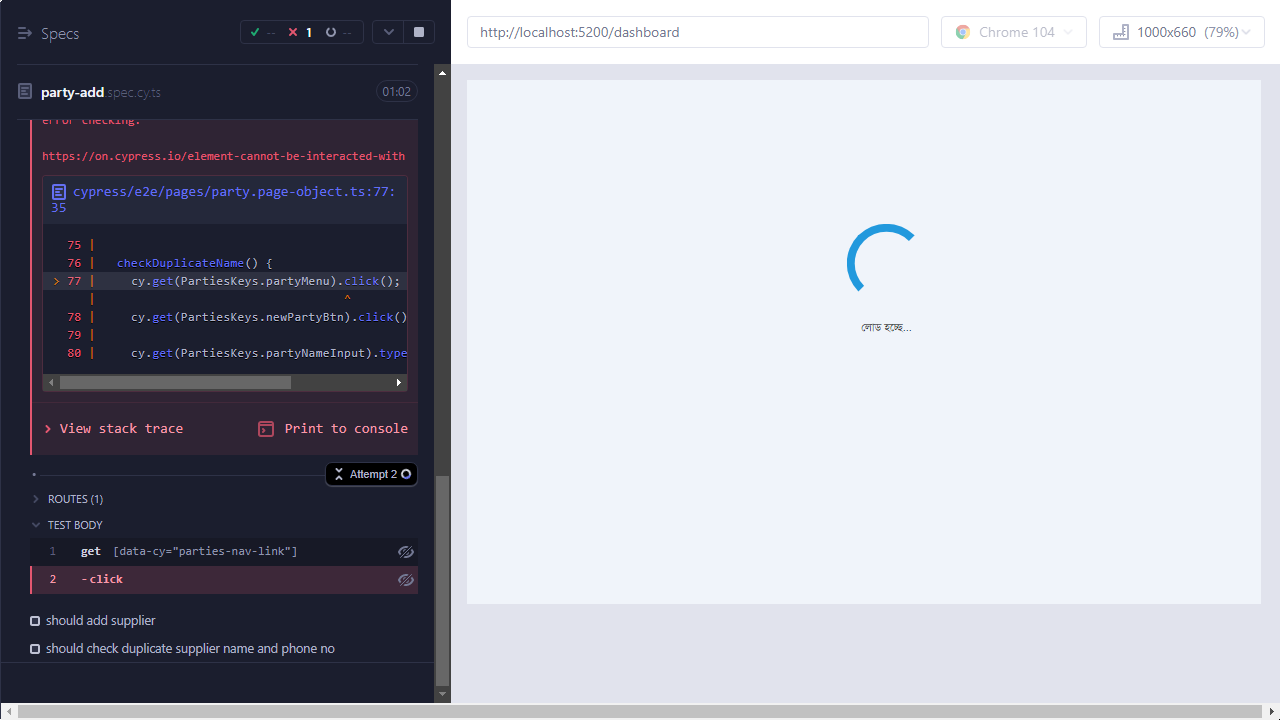 Specs
-- 1 --
http://localhost:5200/dashboard
Chrome 104
1000x660 (79%)
party-add.spec.cy.ts
01:02
error checking.
https://on.cypress.io/element-cannot-be-interacted-with
cypress/e2e/pages/party.page-object.ts:77:
35
75 |
76 | checkDuplicateName() {
> 77 | cy.get(PartiesKeys.partyMenu).click();
| ^
78 | cy.get(PartiesKeys.newPartyBtn).click()
79 |
80 | cy.get(PartiesKeys.partyNameInput).type
View stack trace
Print to console
Attempt 2
ROUTES (1)
TEST BODY
1 get [data-cy="parties-nav-link"]
2 -click
should add supplier
should check duplicate supplier name and phone no
লোড হচ্ছে...